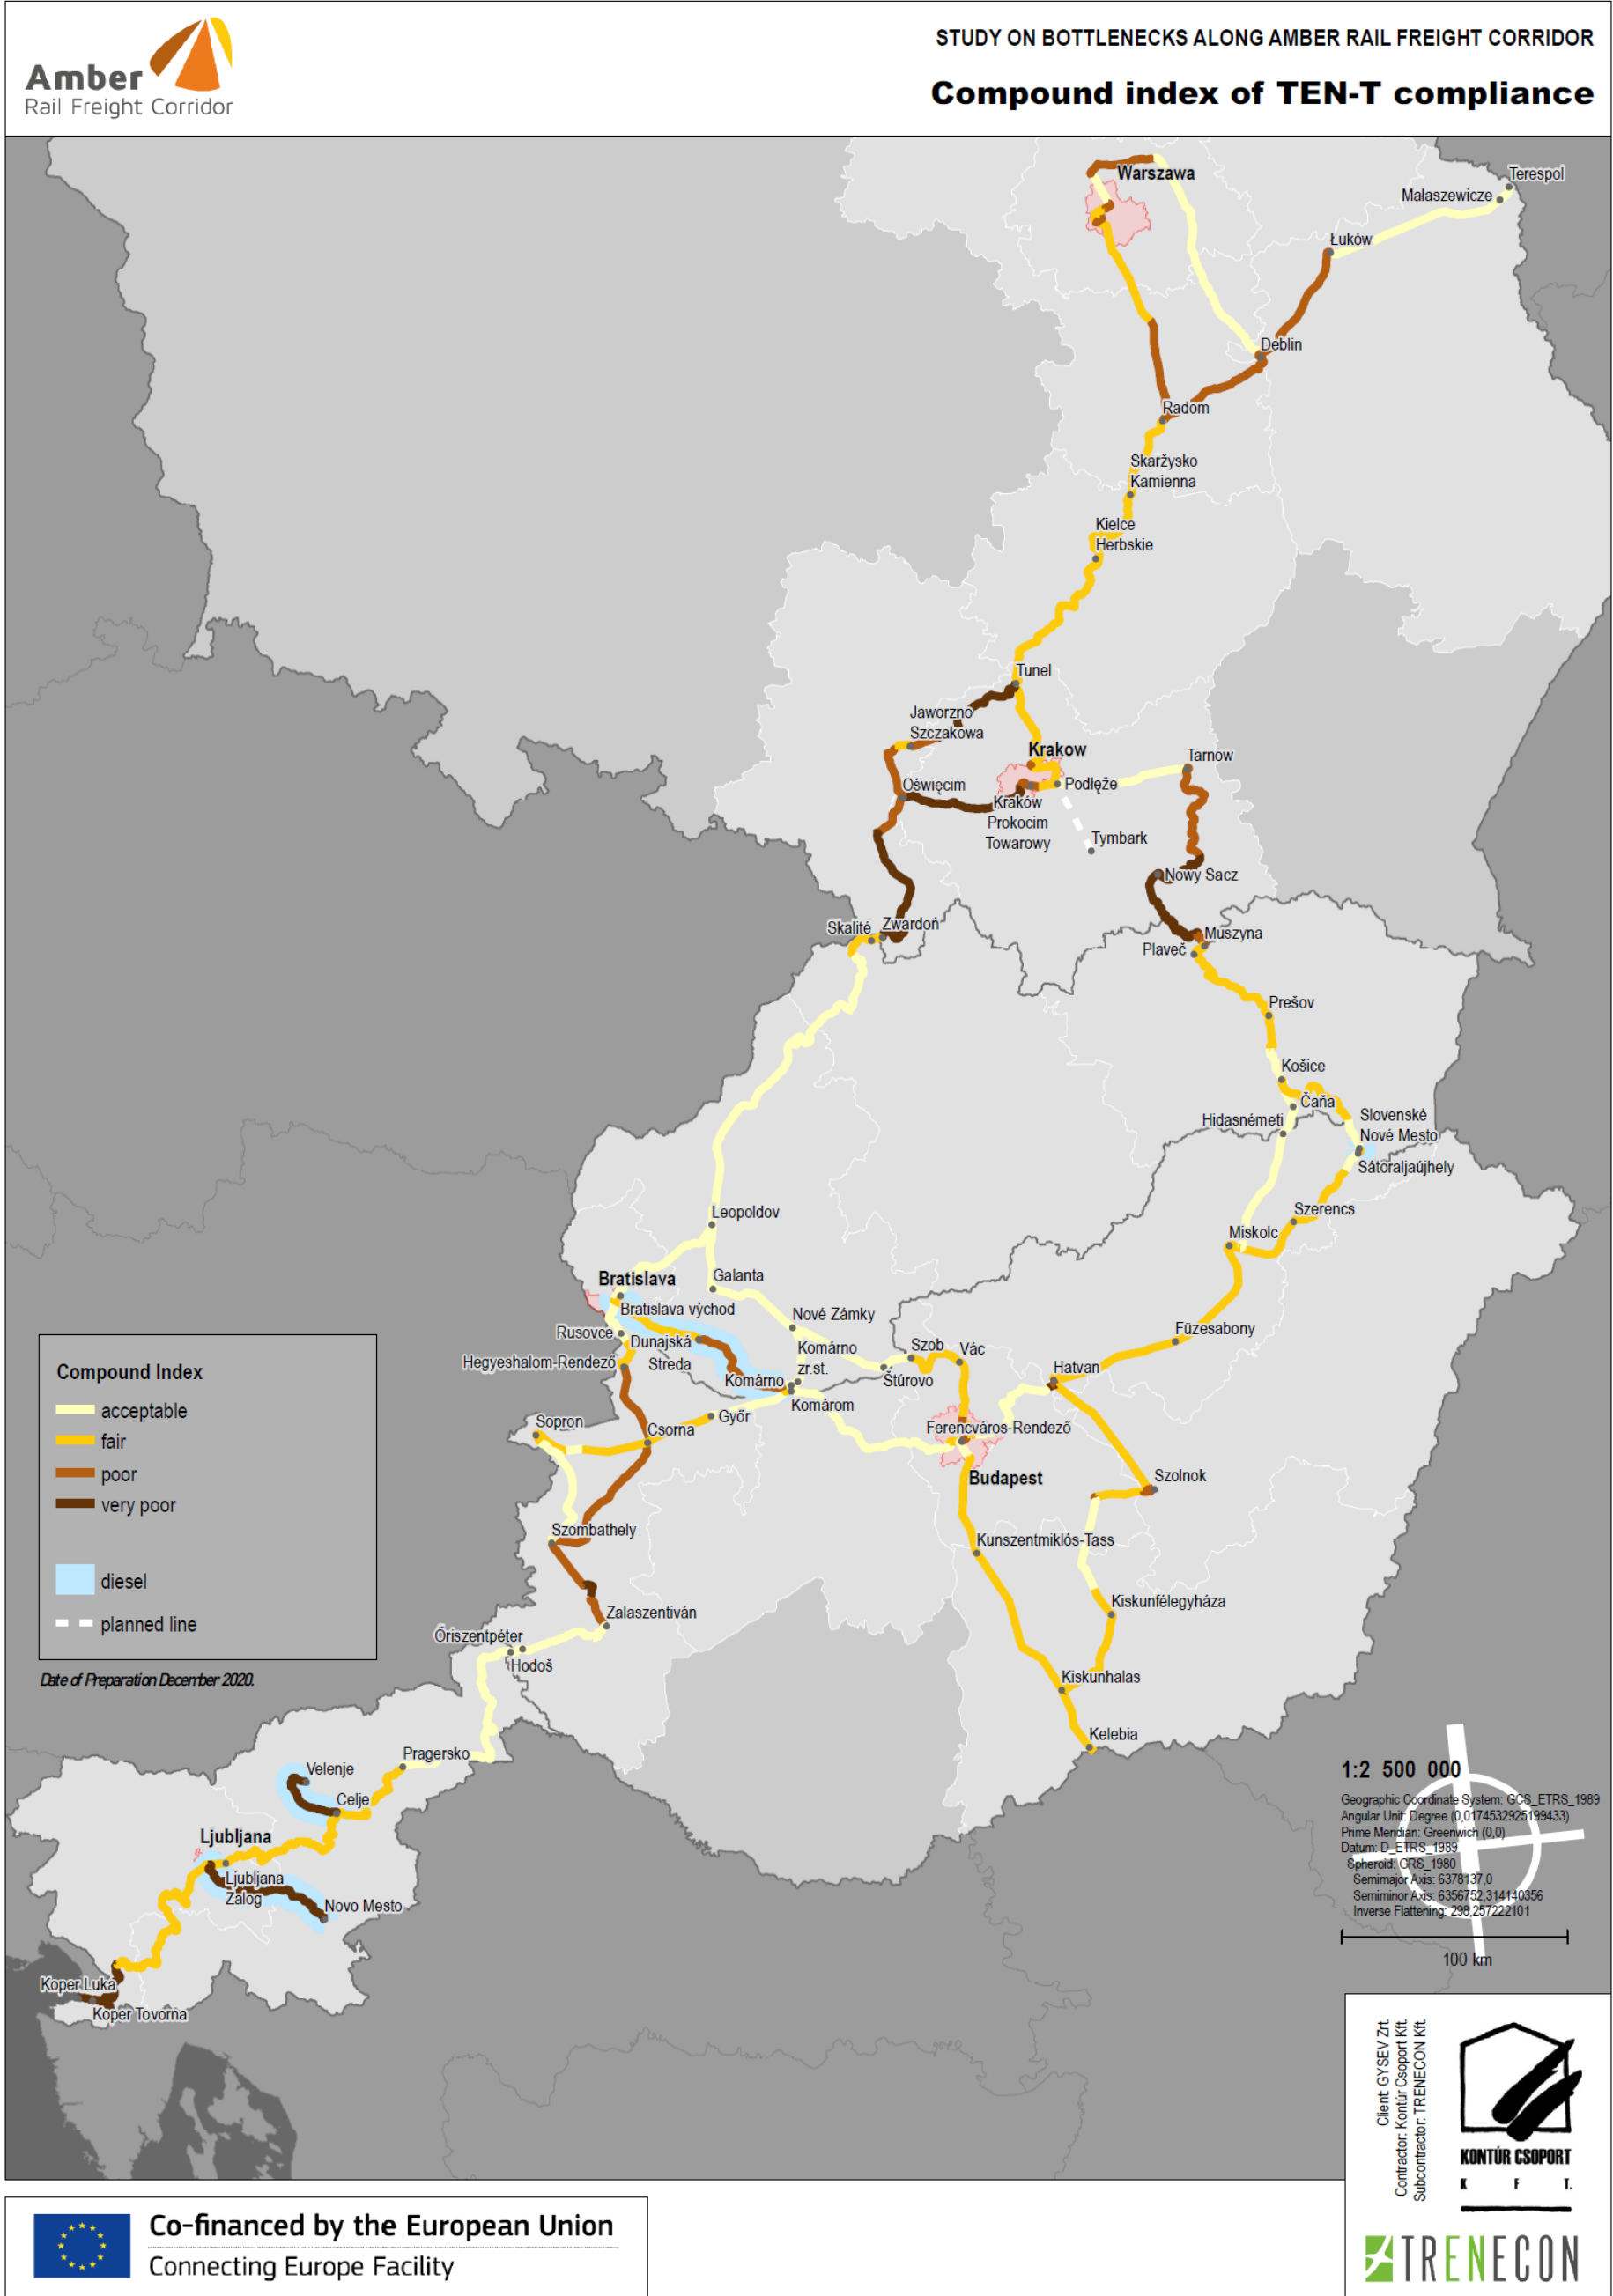 Amber
Rail Freight Corridor
STUDY ON BOTTLENECKS ALONG AMBER RAIL FREIGHT CORRIDOR
Compound index of TEN-T compliance
Warszawa
Terespol
Małaszewicze
Łuków
Deblin
Radom
Skaržysko
Kamienna
Kielce
Herbskie
Tunel
Jaworzno
Szczakowa
Krakow
Tarnow
Oświęcim
Podłęże
Kraków
Prokocim
Towarowy
Tymbark
Nowy Sacz
Skalité
Zwardoń
Muszyna
Plaveč
Prešov
Košice
Čaňa
Hidasnémeti
Slovenské
Nové Mesto
Sátoraljaújhely
Szerencs
Leopoldov
Miskolc
Bratislava
Galanta
Bratislava východ
Nové Zámky
Rusovce
Dunajská
Streda
Komárno
zr.st.
Szob
Vác
Füzesabony
Hegyeshalom-Rendező
Komárno
Štúrovo
Hatvan
Komárom
Győr
Sopron
Csorna
Ferencváros-Rendező
Budapest
Szolnok
Szombathely
Kunszentmiklós-Tass
Zalaszentiván
Kiskunfélegyháza
Őriszentpéter
Hodoš
Kiskunhalas
Kelebia
Pragersko
Velenje
Celje
Ljubljana
Ljubljana
Zalog
Novo Mesto
Koper Luka
Koper Tovorna
Compound Index
acceptable
fair
poor
very poor
diesel
planned line
Date of Preparation December 2020.
1:2 500 000
Geographic Coordinate System: GCS_ETRS_1989
Angular Unit: Degree (0,0174532925199433)
Prime Meridian: Greenwich (0,0)
Datum: D_ETRS_1989
Spheroid: GRS_1980
Semimajor Axis: 6378137,0
Semiminor Axis: 6356752,314140356
Inverse Flattening: 298,257222101
100 km
Client: GYSEV Zrt.
Contractor: Kontúr Csoport Kft.
Subcontractor: TRENECON Kft.
KONTÚR CSOPORT
K F T.
TRENECON
Co-financed by the European Union
Connecting Europe Facility